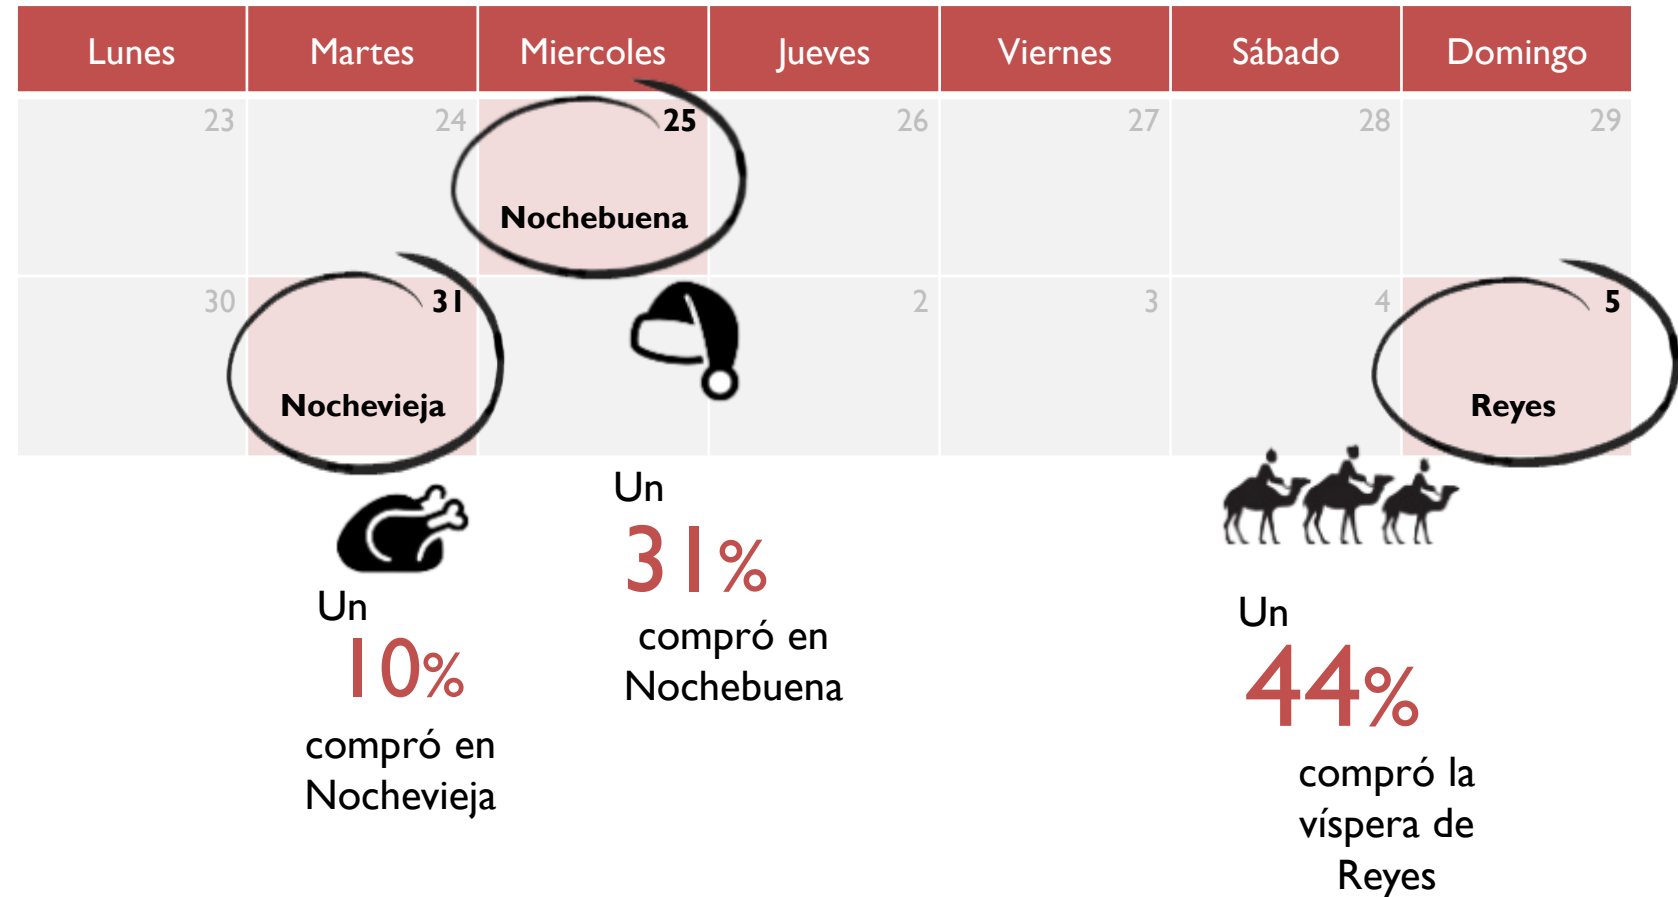 Lunes Martes Miercoles Jueves Viernes Sábado Domingo
23 24 25 26 27 28 29
Nochebuena
30 31 2 3 4 5
Nochevieja Reyes
Un
31%
compró en
Nochebuena
Un
10%
compró en
Nochevieja
Un
44%
compró la
víspera de
Reyes